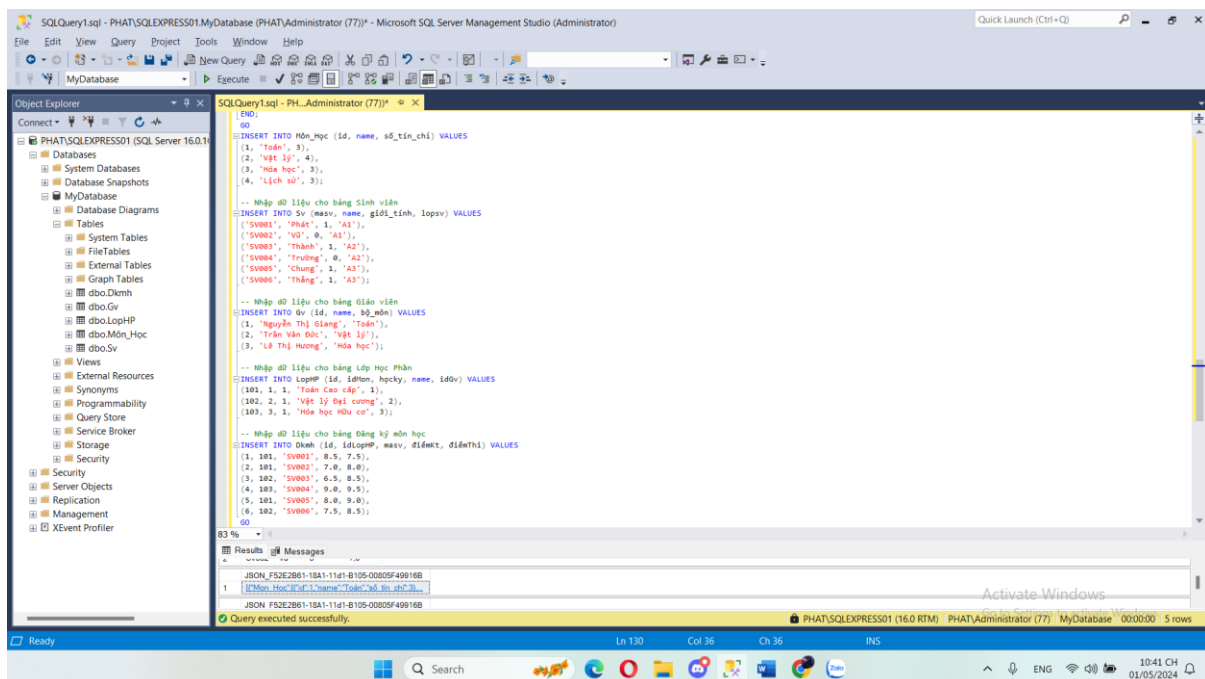 SQLQuery1.sql - PHAT\SQLEXPRESS01.MyDatabase (PHAT\Administrator (77))* - Microsoft SQL Server Management Studio (Administrator)
Quick Launch (Ctrl+Q)
File Edit View Query Project Tools Window Help
New Query
MyDatabase
Execute
Object Explorer
SQLQuery1.sql - PH...Administrator (77))*
Connect
PHAT\SQLEXPRESS01 (SQL Server 16.0.1
Databases
System Databases
Database Snapshots
MyDatabase
Database Diagrams
Tables
System Tables
FileTables
External Tables
Graph Tables
dbo.Dkmh
dbo.Gv
dbo.LopHP
dbo.Môn_Học
dbo.Sv
Views
External Resources
Synonyms
Programmability
Query Store
Service Broker
Storage
Security
Security
Server Objects
Replication
Management
XEvent Profiler
END;
GO
INSERT INTO Môn_Học (id, name, số_tín_chỉ) VALUES
(1, 'Toán', 3),
(2, 'Vật lý', 4),
(3, 'Hóa học', 3),
(4, 'Lịch sử', 3);
-- Nhập dữ liệu cho bảng Sinh viên
INSERT INTO Sv (masv, name, giới_tính, lopsv) VALUES
('SV001', 'Phát', 1, 'A1'),
('SV002', 'Vũ', 0, 'A1'),
('SV003', 'Thành', 1, 'A2'),
('SV004', 'Trường', 0, 'A2'),
('SV005', 'Chung', 1, 'A3'),
('SV006', 'Thắng', 1, 'A3');
-- Nhập dữ liệu cho bảng Giáo viên
INSERT INTO Gv (id, name, bộ_môn) VALUES
(1, 'Nguyễn Thị Giang', 'Toán'),
(2, 'Trần Văn Đức', 'Vật lý'),
(3, 'Lê Thị Hương', 'Hóa học');
-- Nhập dữ liệu cho bảng Lớp Học Phần
INSERT INTO LopHP (id, idMon, họcky, name, idGv) VALUES
(101, 1, 1, 'Toán Cao cấp', 1),
(102, 2, 1, 'Vật lý Đại cương', 2),
(103, 3, 1, 'Hóa học Hữu cơ', 3);
-- Nhập dữ liệu cho bảng Đăng ký môn học
INSERT INTO Dkmh (id, idLopHP, masv, điểmKt, điểmThi) VALUES
(1, 101, 'SV001', 8.5, 7.5),
(2, 101, 'SV002', 7.0, 8.0),
(3, 102, 'SV003', 6.5, 8.5),
(4, 103, 'SV004', 9.0, 9.5),
(5, 101, 'SV005', 8.0, 9.0),
(6, 102, 'SV006', 7.5, 8.5);
GO
83 %
Results Messages
JSON_F52E2B61-18A1-11d1-B105-00805F49916B
1 [{"Mon_Hoc":[{"id":1,"name":"Toán","số_tín_chỉ":3},...
JSON_F52E2B61-18A1-11d1-B105-00805F49916B
Activate Windows
Go to Settings to activate Windows.
Query executed successfully.
PHAT\SQLEXPRESS01 (16.0 RTM) PHAT\Administrator (77) MyDatabase 00:00:00 5 rows
Ready
Ln 130 Col 36 Ch 36 INS
Search
Zalo
ENG
10:41 CH
01/05/2024